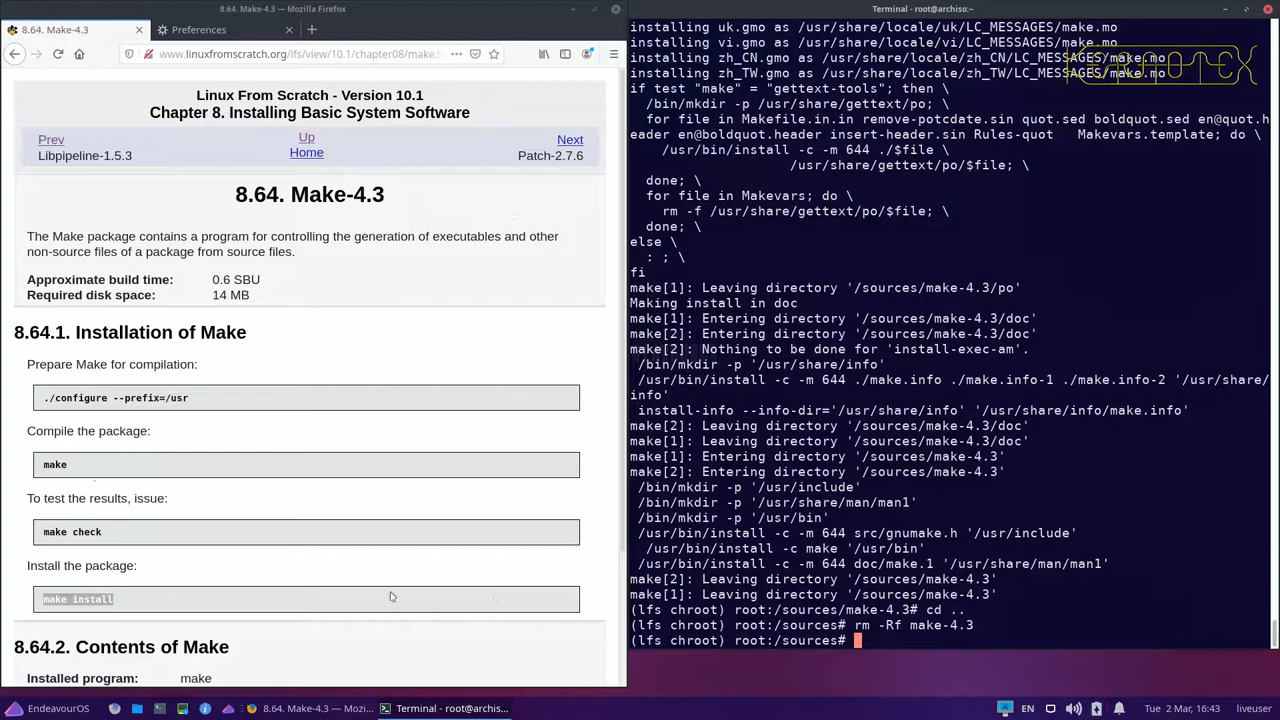 8.64. Make-4.3 — Mozilla Firefox
8.64. Make-4.3
Preferences
www.linuxfromscratch.org/lfs/view/10.1/chapter08/make.h
Linux From Scratch - Version 10.1
Chapter 8. Installing Basic System Software
Prev
Up
Next
Libpipeline-1.5.3
Home
Patch-2.7.6
8.64. Make-4.3
The Make package contains a program for controlling the generation of executables and other
non-source files of a package from source files.
Approximate build time: 0.6 SBU
Required disk space: 14 MB
8.64.1. Installation of Make
Prepare Make for compilation:
./configure --prefix=/usr
Compile the package:
make
To test the results, issue:
make check
Install the package:
make install
8.64.2. Contents of Make
Installed program: make
Terminal - root@archiso:~
installing uk.gmo as /usr/share/locale/uk/LC_MESSAGES/make.mo
installing vi.gmo as /usr/share/locale/vi/LC_MESSAGES/make.mo
installing zh_CN.gmo as /usr/share/locale/zh_CN/LC_MESSAGES/make.mo
installing zh_TW.gmo as /usr/share/locale/zh_TW/LC_MESSAGES/make.mo
if test "make" = "gettext-tools"; then \
/bin/mkdir -p /usr/share/gettext/po; \
for file in Makefile.in.in remove-potcdate.sin quot.sed boldquot.sed en@quot.h
eader en@boldquot.header insert-header.sin Rules-quot Makevars.template; do \
/usr/bin/install -c -m 644 ./$file \
/usr/share/gettext/po/$file; \
done; \
for file in Makevars; do \
rm -f /usr/share/gettext/po/$file; \
done; \
else \
: ; \
fi
make[1]: Leaving directory '/sources/make-4.3/po'
Making install in doc
make[1]: Entering directory '/sources/make-4.3/doc'
make[2]: Entering directory '/sources/make-4.3/doc'
make[2]: Nothing to be done for 'install-exec-am'.
/bin/mkdir -p '/usr/share/info'
/usr/bin/install -c -m 644 ./make.info ./make.info-1 ./make.info-2 '/usr/share/
info'
install-info --info-dir='/usr/share/info' '/usr/share/info/make.info'
make[2]: Leaving directory '/sources/make-4.3/doc'
make[1]: Leaving directory '/sources/make-4.3/doc'
make[1]: Entering directory '/sources/make-4.3'
make[2]: Entering directory '/sources/make-4.3'
/bin/mkdir -p '/usr/include'
/bin/mkdir -p '/usr/share/man/man1'
/bin/mkdir -p '/usr/bin'
/usr/bin/install -c -m 644 src/gnumake.h '/usr/include'
/usr/bin/install -c make '/usr/bin'
/usr/bin/install -c -m 644 doc/make.1 '/usr/share/man/man1'
make[2]: Leaving directory '/sources/make-4.3'
make[1]: Leaving directory '/sources/make-4.3'
(lfs chroot) root:/sources/make-4.3# cd ..
(lfs chroot) root:/sources# rm -Rf make-4.3
(lfs chroot) root:/sources#
EndeavourOS
8.64. Make-4.3 — Mozi...
Terminal - root@archis...
EN
Tue 2 Mar, 16:43
liveuser